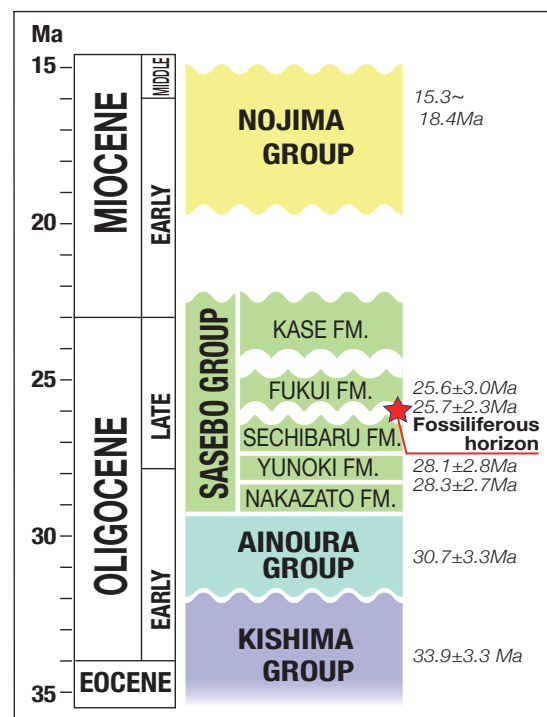 Ma
15
20
25
30
35
MIOCENE
OLIGOCENE
EOCENE
MIDDLE
EARLY
LATE
EARLY
NOJIMA
GROUP
SASEBO GROUP
KASE FM.
FUKUI FM.
SECHIBARU FM.
YUNOKI FM.
NAKAZATO FM.
AINOURA
GROUP
KISHIMA
GROUP
15.3~
18.4Ma
25.6±3.0Ma
25.7±2.3Ma
Fossiliferous
horizon
28.1±2.8Ma
28.3±2.7Ma
30.7±3.3Ma
33.9±3.3 Ma